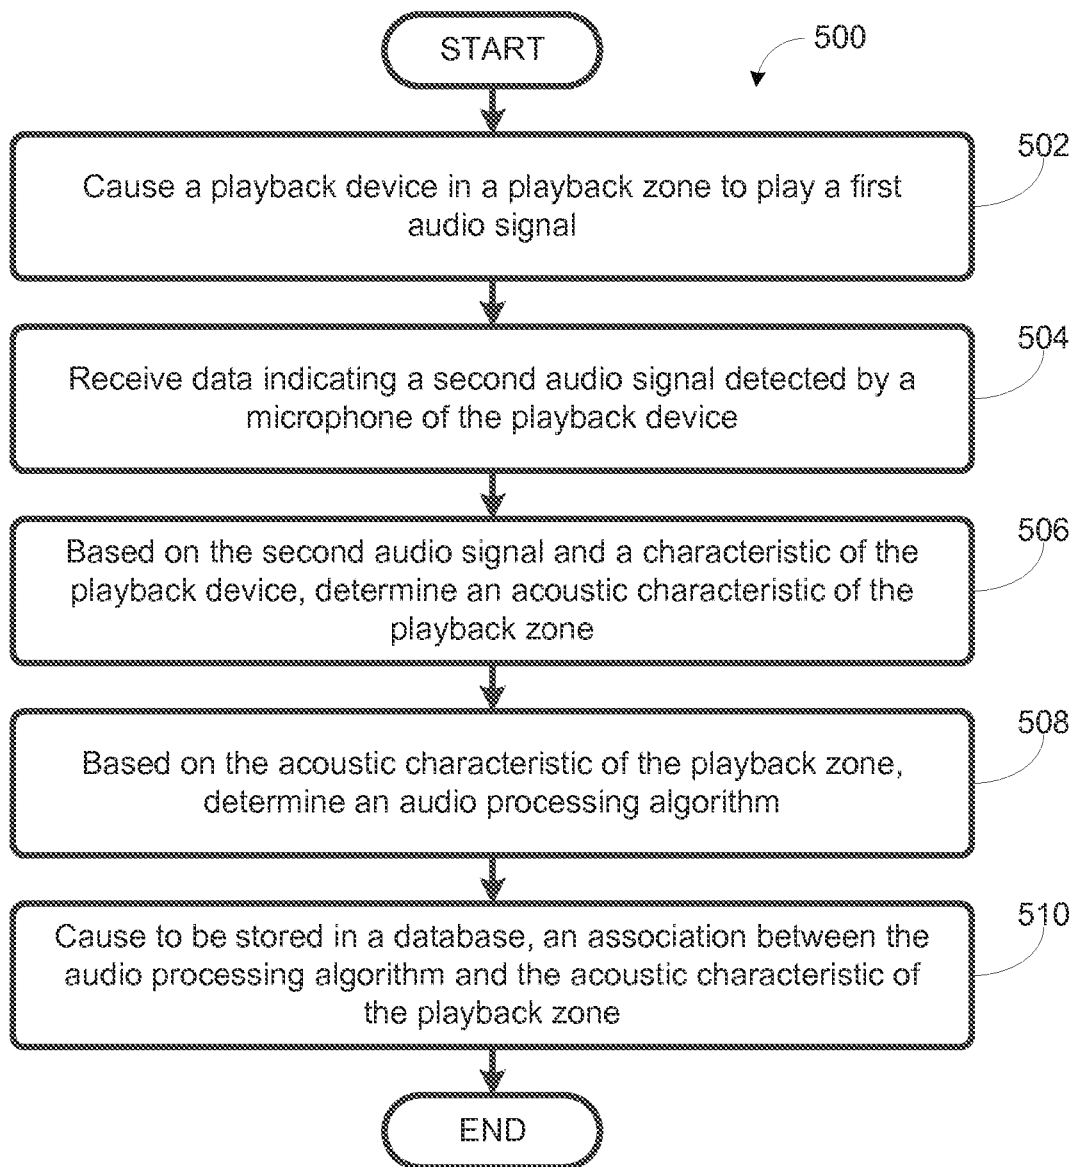 START
500
502
Cause a playback device in a playback zone to play a first
audio signal
504
Receive data indicating a second audio signal detected by a
microphone of the playback device
506
Based on the second audio signal and a characteristic of the
playback device, determine an acoustic characteristic of the
playback zone
508
Based on the acoustic characteristic of the playback zone,
determine an audio processing algorithm
510
Cause to be stored in a database, an association between the
audio processing algorithm and the acoustic characteristic of
the playback zone
END